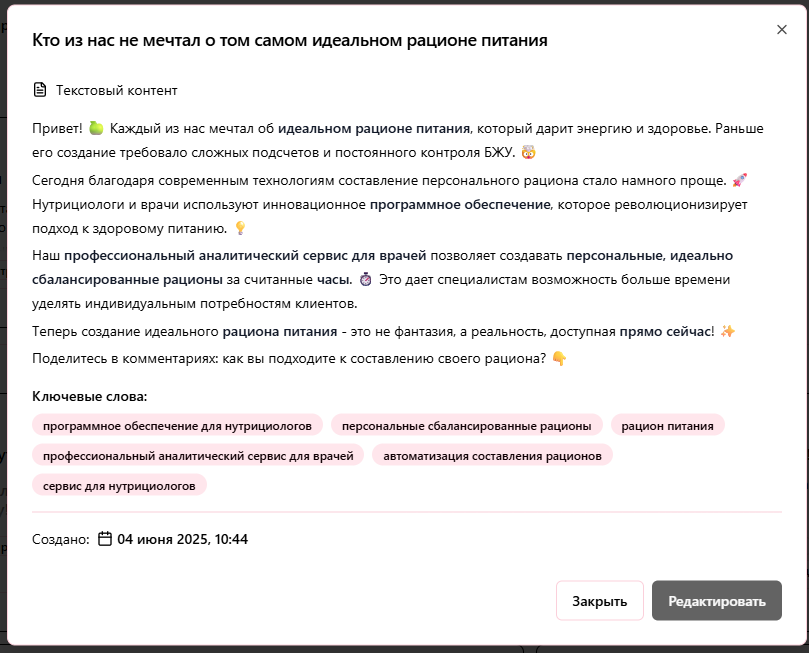 Кто из нас не мечтал о том самом идеальном рационе питания
Текстовый контент
Привет! 🍏 Каждый из нас мечтал об идеальном рационе питания, который дарит энергию и здоровье. Раньше
его создание требовало сложных подсчетов и постоянного контроля БЖУ. 🤯
Сегодня благодаря современным технологиям составление персонального рациона стало намного проще. 🚀
Нутрициологи и врачи используют инновационное программное обеспечение, которое революционизирует
подход к здоровому питанию. 💡
Наш профессиональный аналитический сервис для врачей позволяет создавать персональные, идеально
сбалансированные рационы за считанные часы. ⏱️ Это дает специалистам возможность больше времени
уделять индивидуальным потребностям клиентов.
Теперь создание идеального рациона питания - это не фантазия, а реальность, доступная прямо сейчас! ✨
Поделитесь в комментариях: как вы подходите к составлению своего рациона? 👇
Ключевые слова:
программное обеспечение для нутрициологов персональные сбалансированные рационы рацион питания
профессиональный аналитический сервис для врачей автоматизация составления рационов
сервис для нутрициологов
Создано: 04 июня 2025, 10:44
Закрыть Редактировать